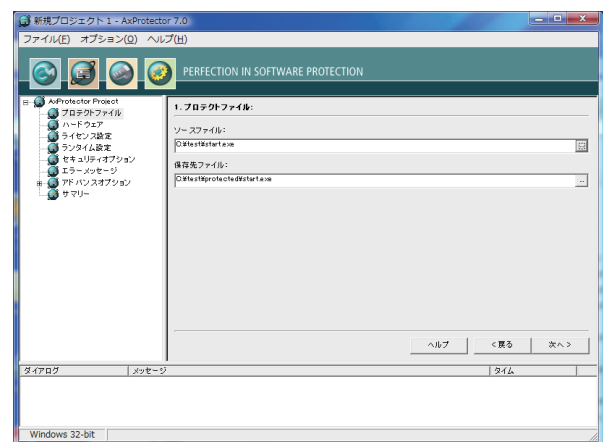 新規プロジェクト 1 - AxProtector 7.0
ファイル(F) オプション(O) ヘルプ(H)
PERFECTION IN SOFTWARE PROTECTION
AxProtector Project
プロテクトファイル
ハードウェア
ライセンス設定
ランタイム設定
セキュリティオプション
エラーメッセージ
アドバンスオプション
サマリー
1. プロテクトファイル:
ソースファイル:
C:¥test¥start.exe
保存先ファイル:
C:¥test¥protected¥start.exe
ヘルプ <戻る 次へ>
ダイアログ メッセージ タイム
Windows 32-bit